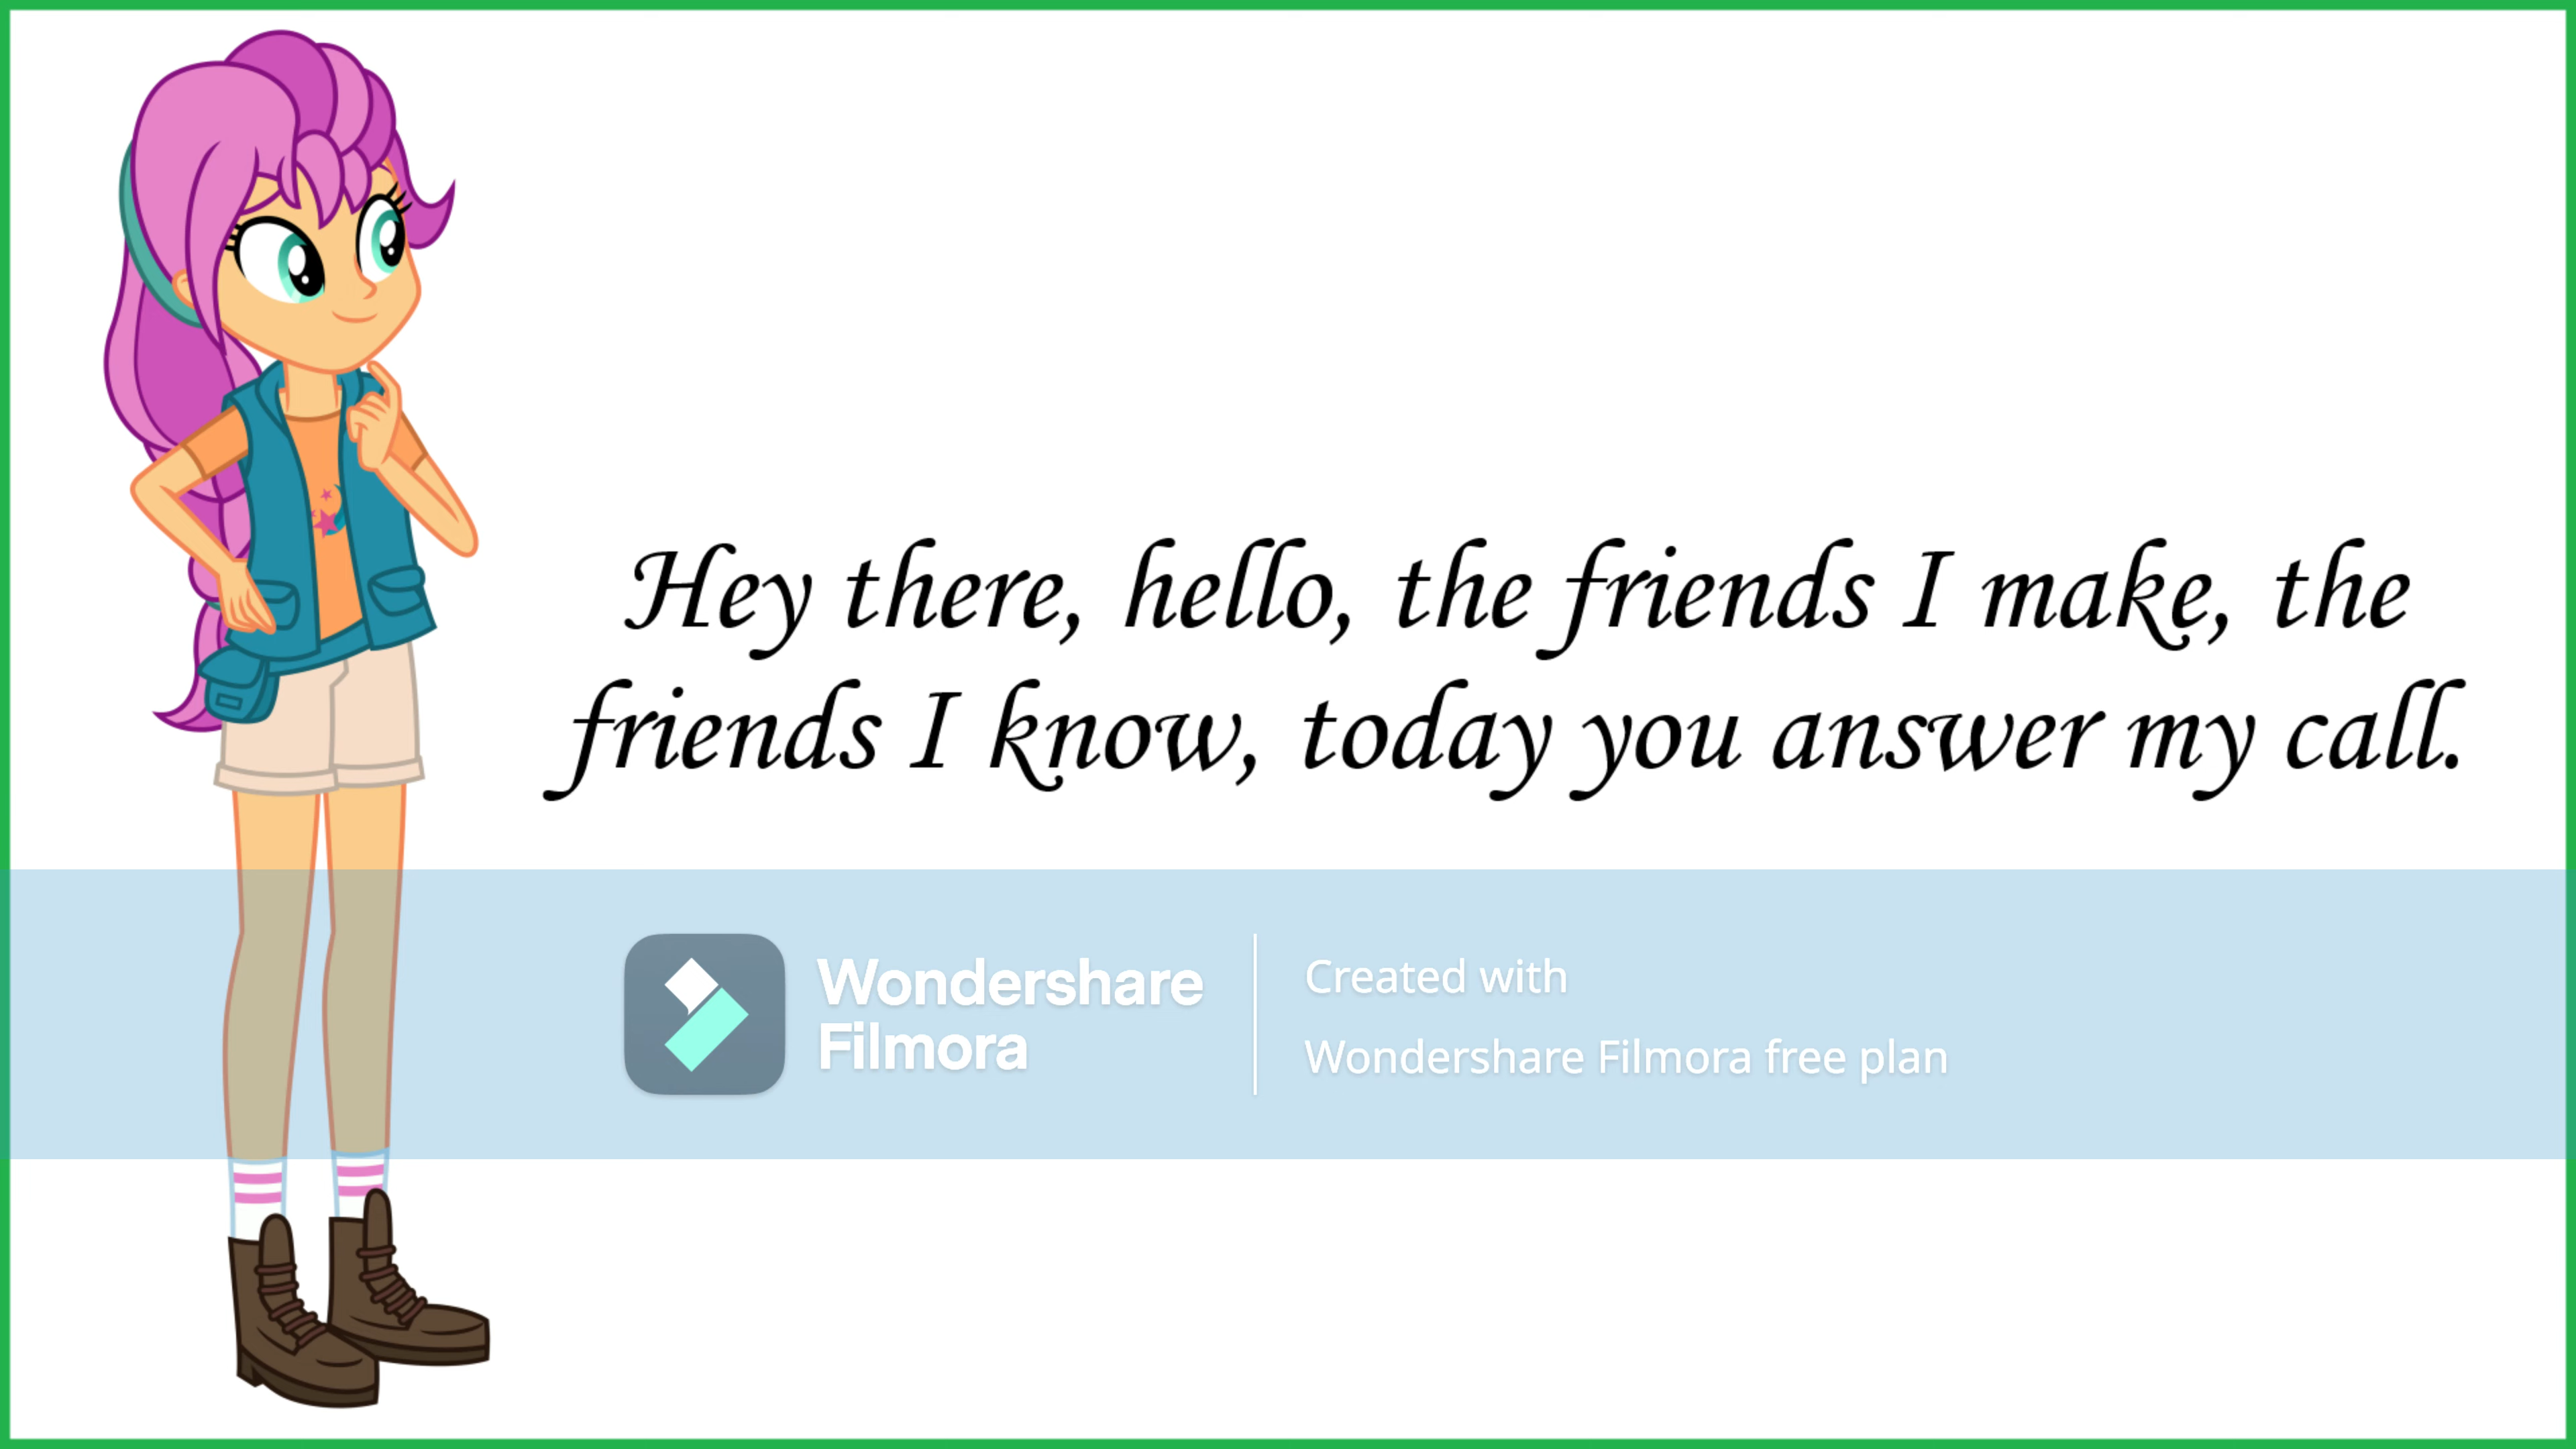 Hey there, hello, the friends I make, the
friends I know, today you answer my call.
Wondershare
Filmora
Created with
Wondershare Filmora free plan